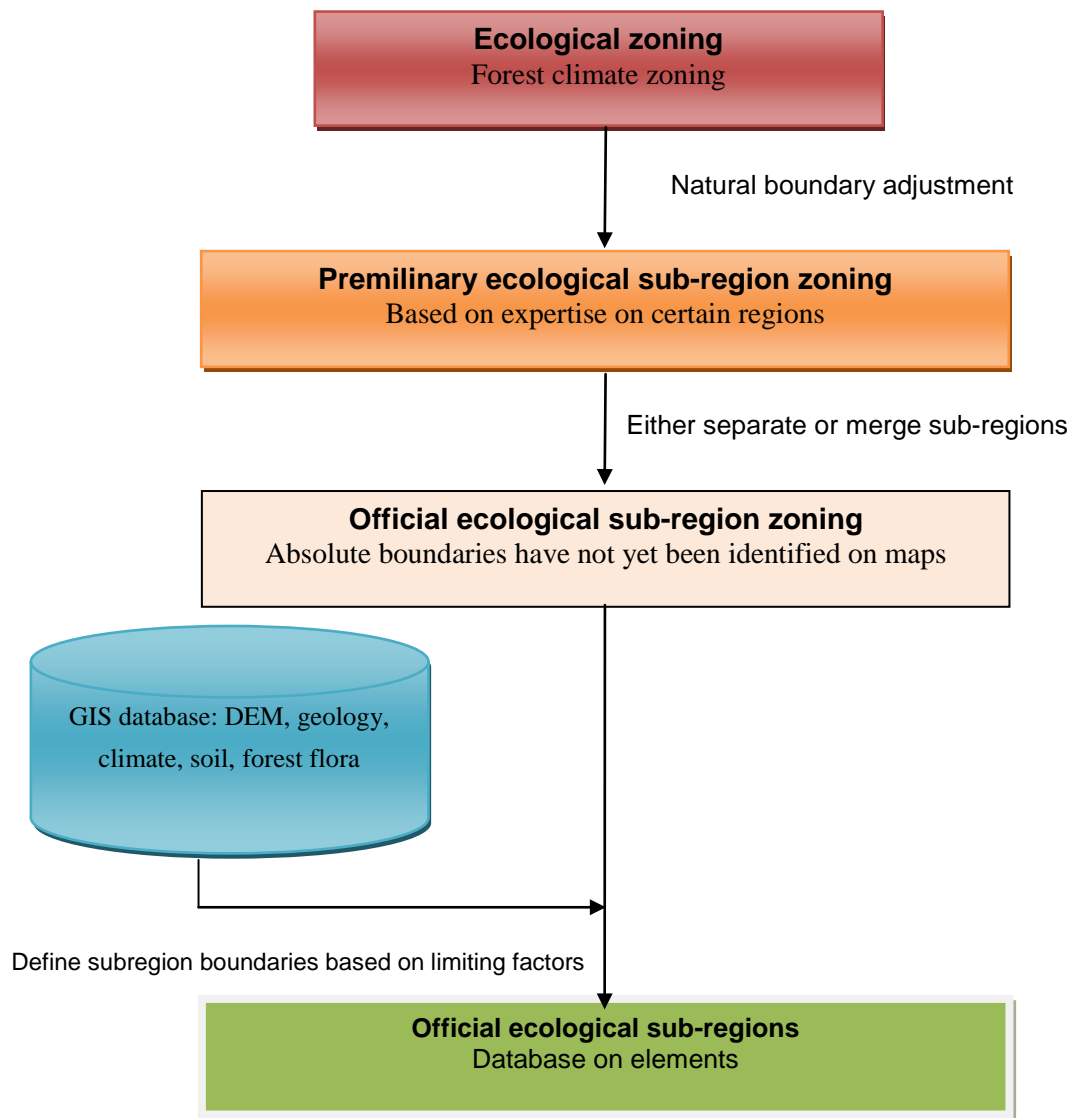 Ecological zoning
Forest climate zoning
Natural boundary adjustment
Premilinary ecological sub-region zoning
Based on expertise on certain regions
Either separate or merge sub-regions
Official ecological sub-region zoning
Absolute boundaries have not yet been identified on maps
GIS database: DEM, geology,
climate, soil, forest flora
Define subregion boundaries based on limiting factors
Official ecological sub-regions
Database on elements